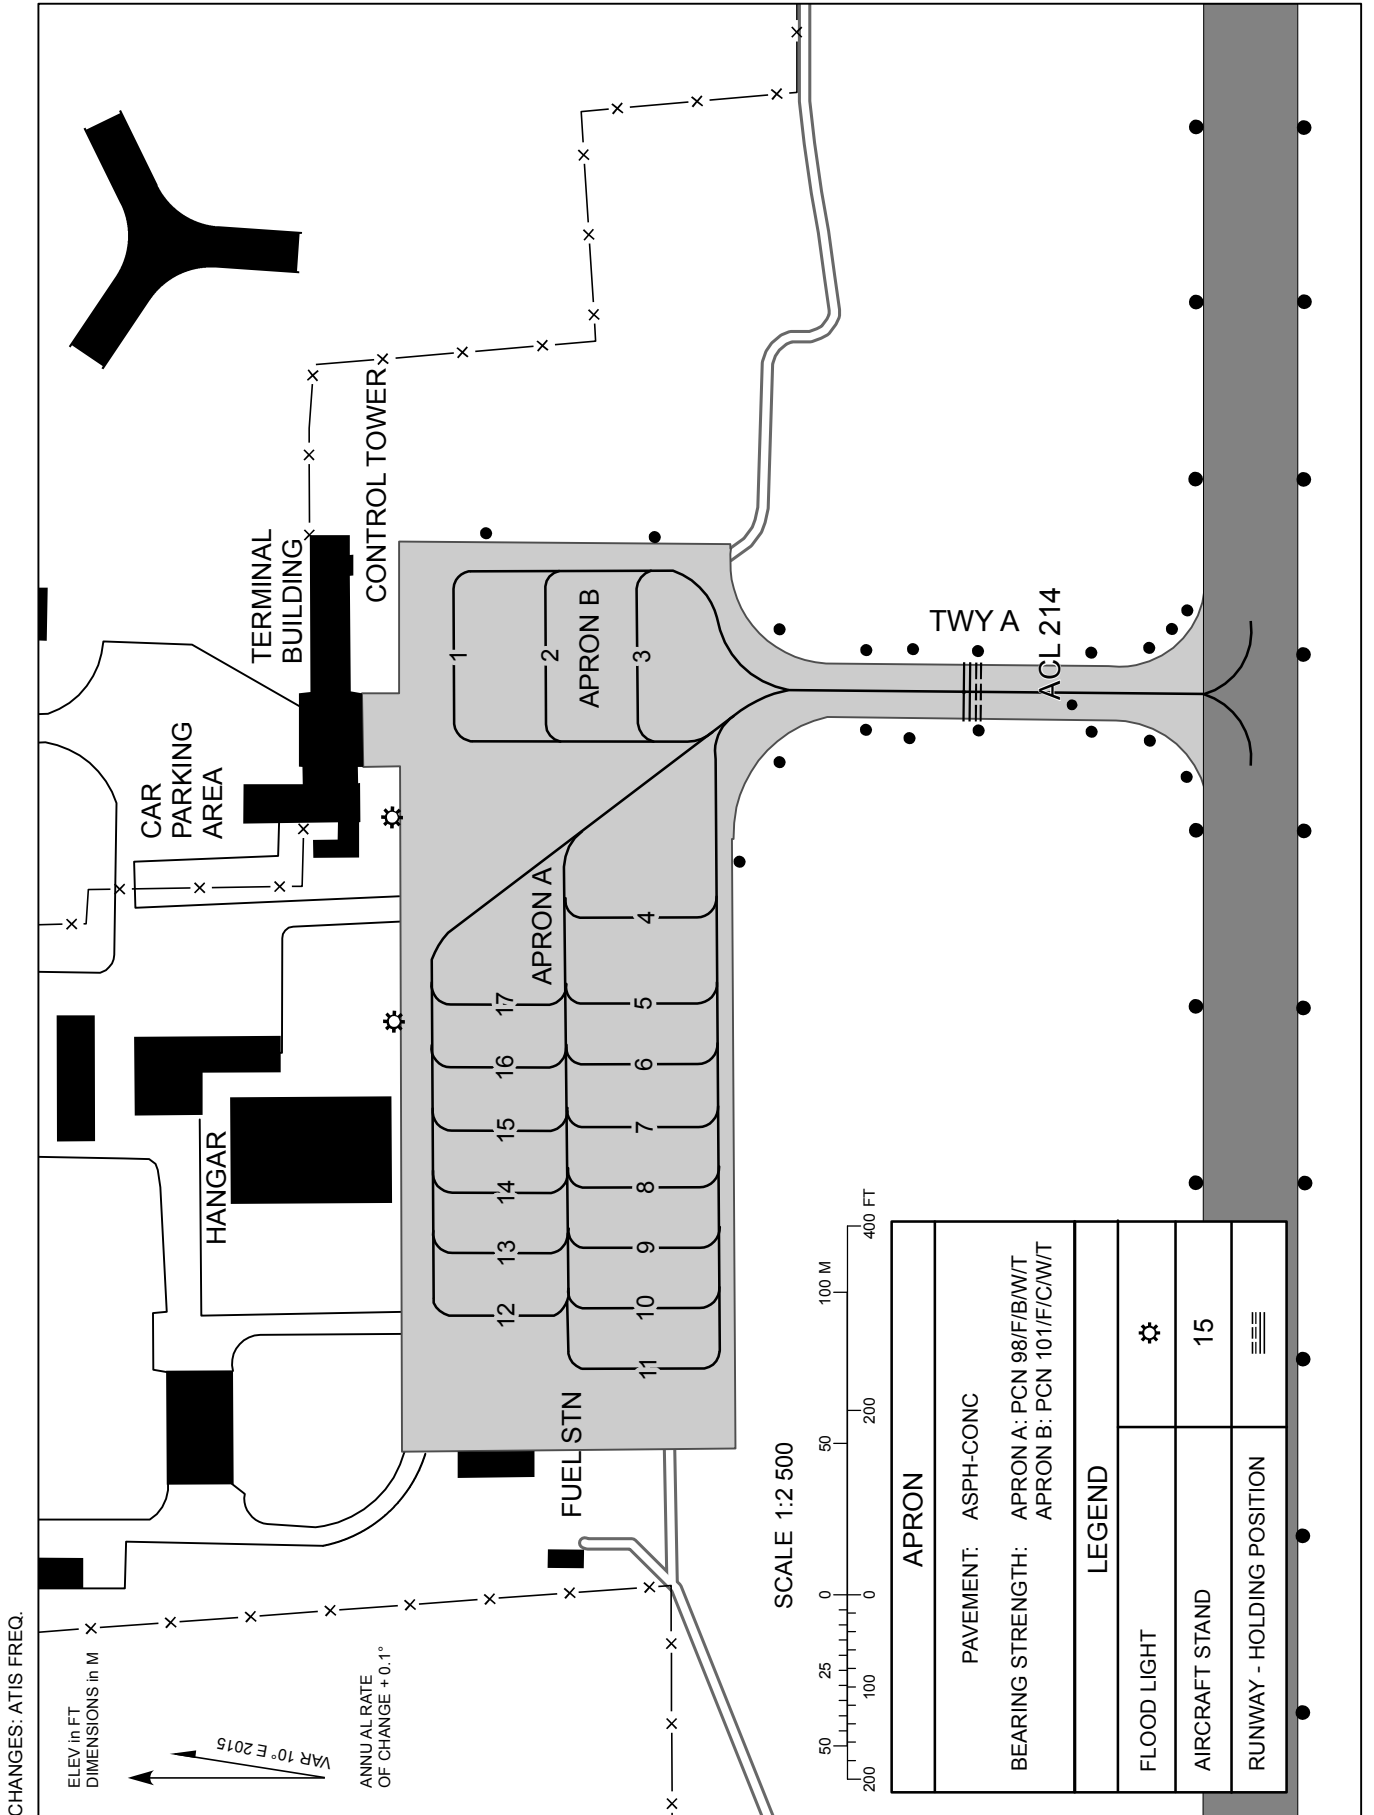 CHANGES: ATIS FREQ.
ELEV in FT
DIMENSIONS in M
VAR 10° E 2015
ANNUAL RATE
OF CHANGE + 0.1°
CAR
PARKING
AREA
TERMINAL
BUILDING
CONTROL TOWER
HANGAR
FUEL STN
APRON A
APRON B
1
2
3
4
5
6
7
8
9
10
11
12
13
14
15
16
17
TWY A
ACL 214
SCALE 1:2 500
50 25 0 50 100 M
200 100 0 200 400 FT
APRON
PAVEMENT: ASPH-CONC
BEARING STRENGTH: APRON A: PCN 98/F/B/W/T
APRON B: PCN 101/F/C/W/T
LEGEND
FLOOD LIGHT
AIRCRAFT STAND 15
RUNWAY - HOLDING POSITION